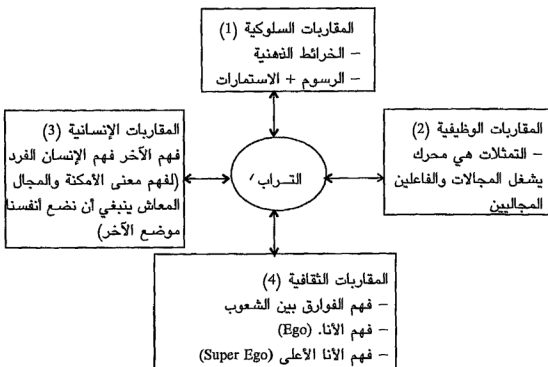 المقاربات السلوكية (1)
– الخرائط الذهنية
– الرسوم + الاستمارات
المقاربات الوظيفية (2)
– التمثلات هي محرك
يشغل المجالات والفاعلين
المجاليين
المقاربات الإنسانية (3)
فهم الآخر فهم الإنسان الفرد
(لفهم معنى الأمكنة والمجال
المعاش ينبغي أن نضع أنفسنا
موضع الآخر)
التـــراب
المقاربات الثقافية (4)
– فهم الفوارق بين الشعوب
– فهم الأنا. (Ego)
– فهم الأنا الأعلى (Super Ego)